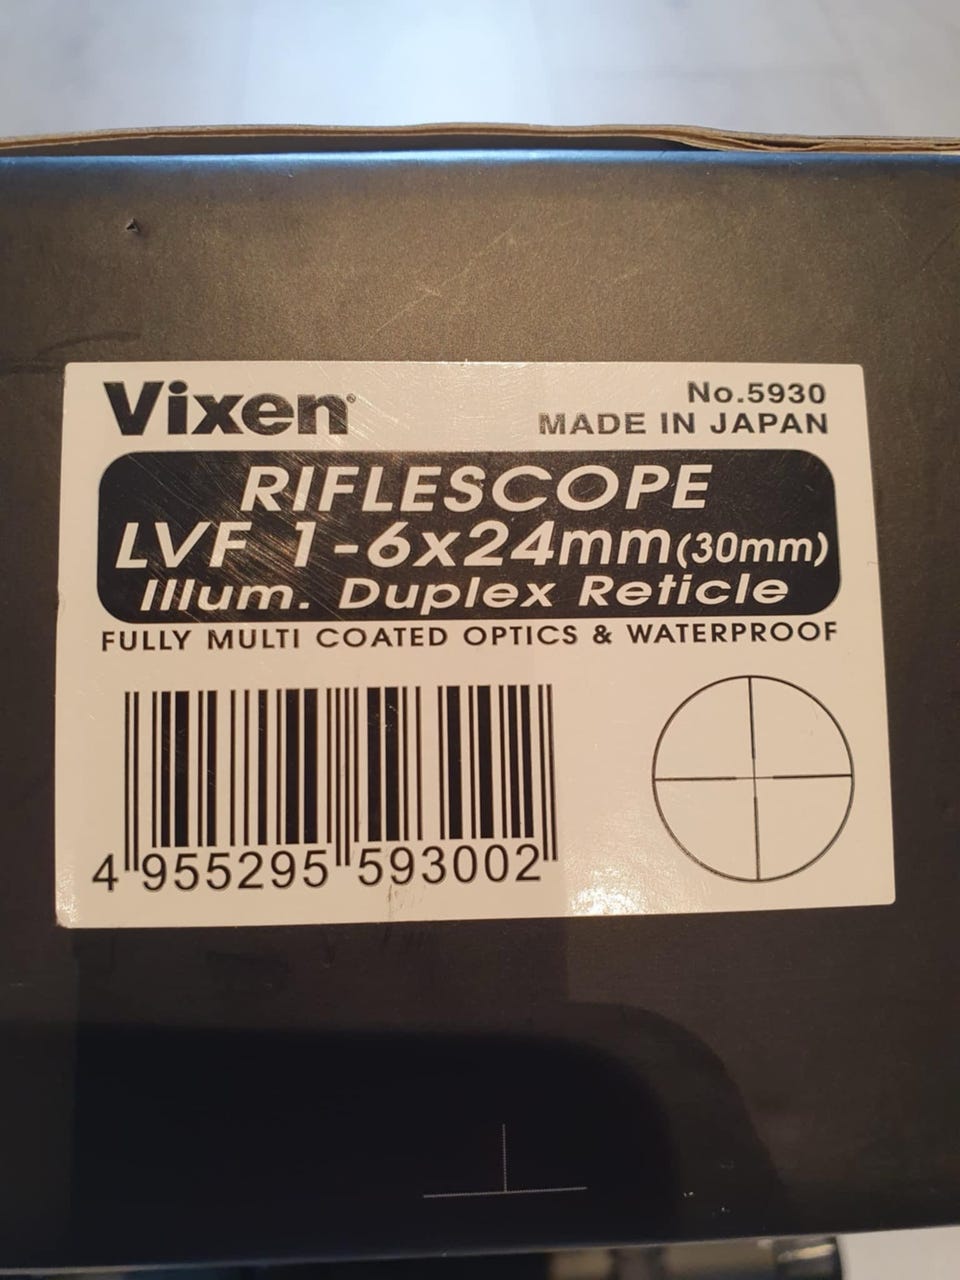 Vixen®
No.5930
MADE IN JAPAN
RIFLESCOPE
LVF 1-6x24mm(30mm)
Illum. Duplex Reticle
FULLY MULTI COATED OPTICS & WATERPROOF
4 955295 593002